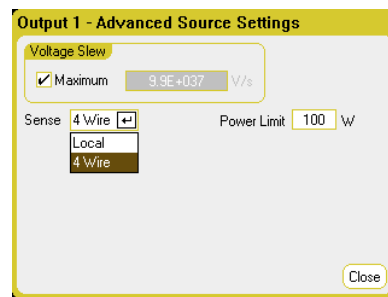 Output 1 - Advanced Source Settings
Voltage Slew
Maximum 9.9E+037 V/s
Sense 4 Wire Power Limit 100 W
Local
4 Wire
Close